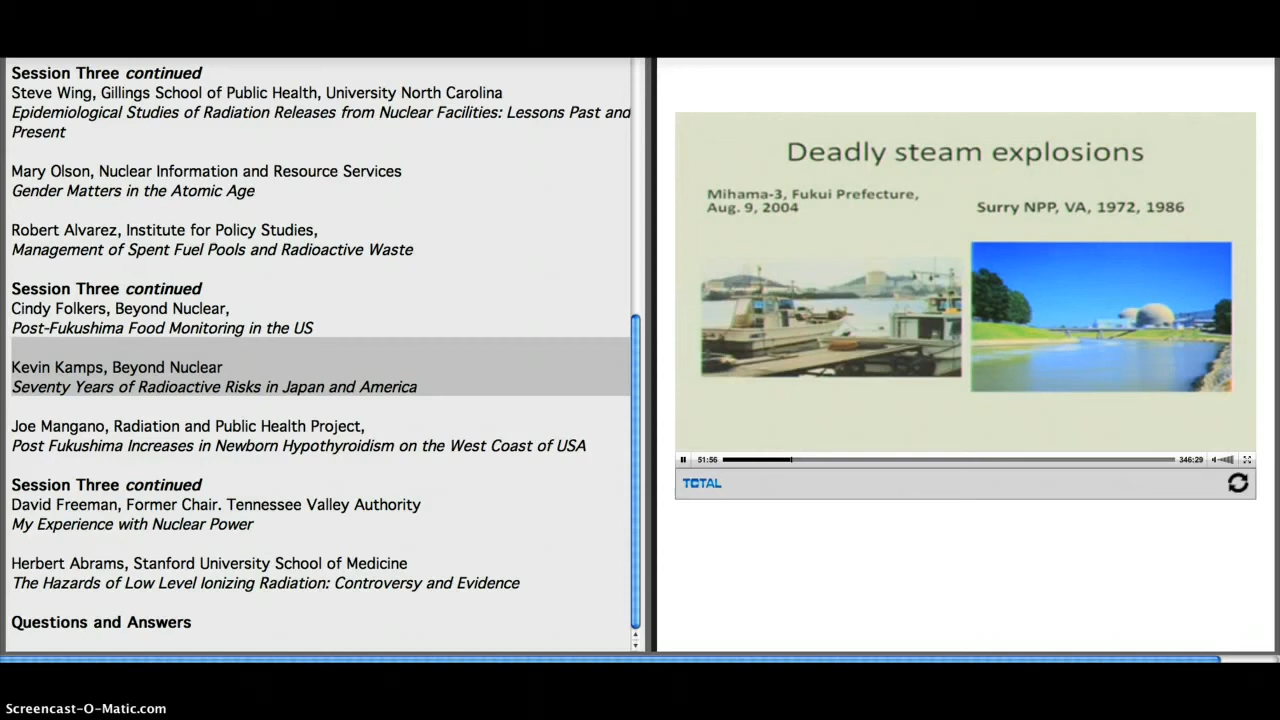 Session Three continued
Steve Wing, Gillings School of Public Health, University North Carolina
Epidemiological Studies of Radiation Releases from Nuclear Facilities: Lessons Past and
Present
Mary Olson, Nuclear Information and Resource Services
Gender Matters in the Atomic Age
Robert Alvarez, Institute for Policy Studies,
Management of Spent Fuel Pools and Radioactive Waste
Session Three continued
Cindy Folkers, Beyond Nuclear,
Post-Fukushima Food Monitoring in the US
Kevin Kamps, Beyond Nuclear
Seventy Years of Radioactive Risks in Japan and America
Joe Mangano, Radiation and Public Health Project,
Post Fukushima Increases in Newborn Hypothyroidism on the West Coast of USA
Session Three continued
David Freeman, Former Chair. Tennessee Valley Authority
My Experience with Nuclear Power
Herbert Abrams, Stanford University School of Medicine
The Hazards of Low Level Ionizing Radiation: Controversy and Evidence
Questions and Answers
Deadly steam explosions
Mihama-3, Fukui Prefecture,
Aug. 9, 2004
Surry NPP, VA, 1972, 1986
51:56
346:29
TOTAL
Screencast-O-Matic.com